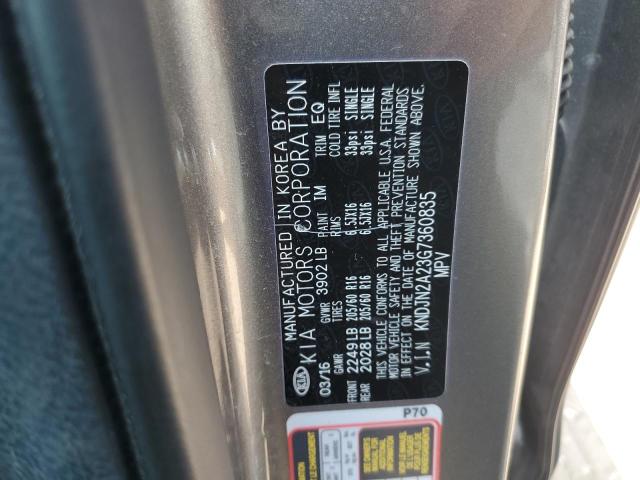 MANUFACTURED IN KOREA BY
KIA KIA MOTORS CORPORATION
03/16 GVWR 3902 LB PAINT IM TRIM EQ
GAWR TIRES RIMS COLD TIRE INFL
FRONT 2249LB 205/60 R16 6.5JX16 33psi SINGLE
REAR 2028LB 205/60 R16 6.5JX16 33psi SINGLE
THIS VEHICLE CONFORMS TO ALL APPLICABLE U.S.A. FEDERAL
MOTOR VEHICLE SAFETY AND THEFT PREVENTION STANDARDS
IN EFFECT ON THE DATE OF MANUFACTURE SHOWN ABOVE.
V.I.N KNDJN2A23G7360835
MPV
P70